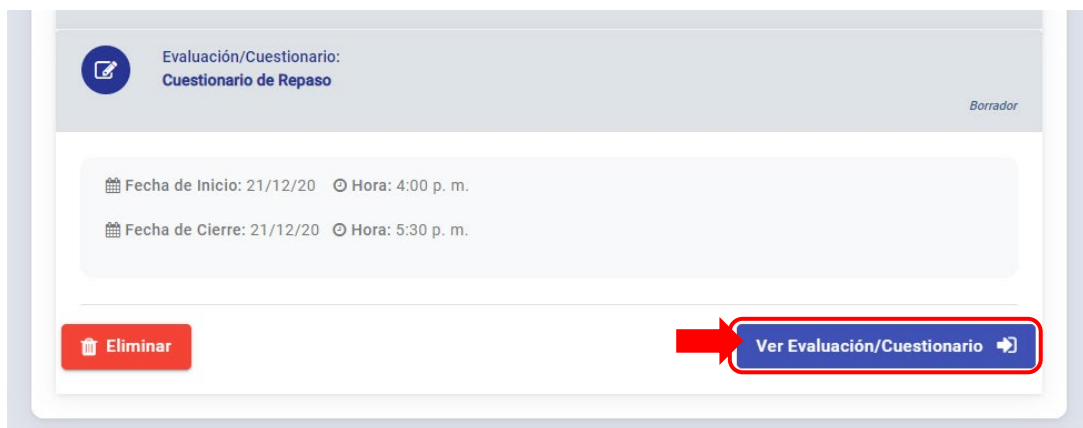 Evaluación/Cuestionario:
Cuestionario de Repaso
Borrador
Fecha de Inicio: 21/12/20 Hora: 4:00 p. m.
Fecha de Cierre: 21/12/20 Hora: 5:30 p. m.
Eliminar
Ver Evaluación/Cuestionario